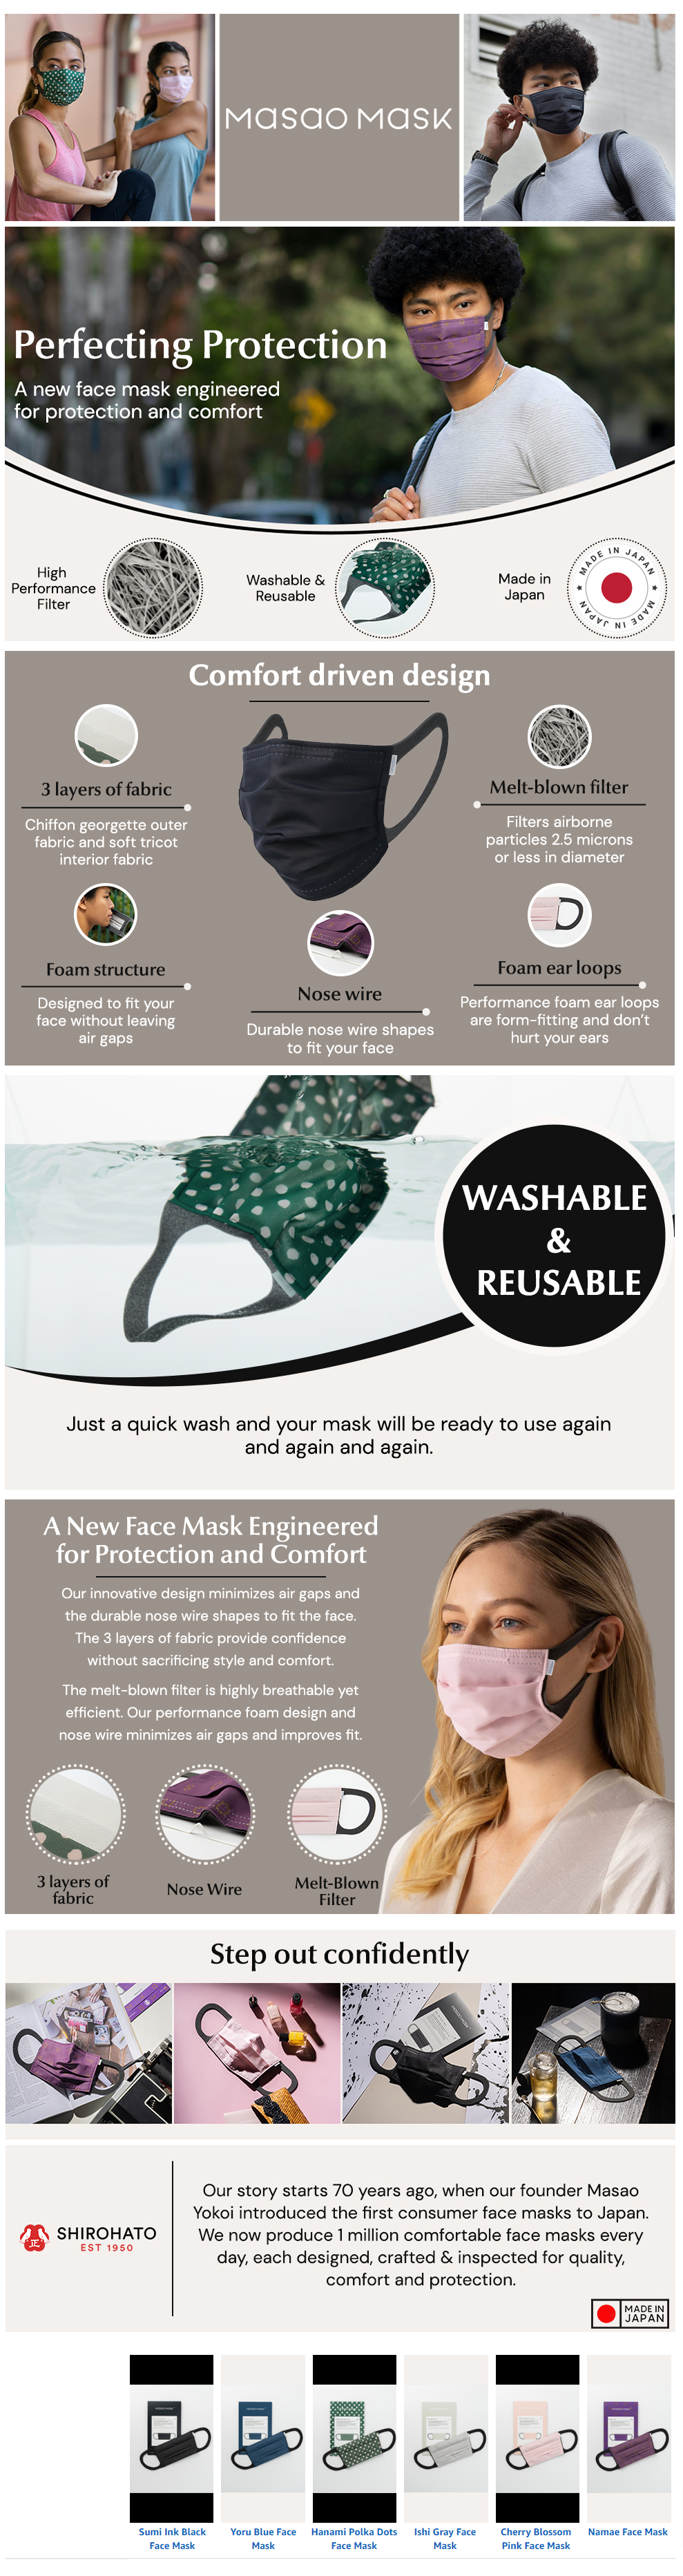 masao mask
Perfecting Protection
A new face mask engineered
for protection and comfort
High
Performance
Filter
Washable &
Reusable
Made in
Japan
MADE IN JAPAN
MADE IN JAPAN
Comfort driven design
3 layers of fabric
Chiffon georgette outer
fabric and soft tricot
interior fabric
Melt-blown filter
Filters airborne
particles 2.5 microns
or less in diameter
Foam structure
Designed to fit your
face without leaving
air gaps
Nose wire
Durable nose wire shapes
to fit your face
Foam ear loops
Performance foam ear loops
are form-fitting and don't
hurt your ears
WASHABLE
&
REUSABLE
Just a quick wash and your mask will be ready to use again
and again and again.
A New Face Mask Engineered
for Protection and Comfort
Our innovative design minimizes air gaps and
the durable nose wire shapes to fit the face.
The 3 layers of fabric provide confidence
without sacrificing style and comfort.
The melt-blown filter is highly breathable yet
efficient. Our performance foam design and
nose wire minimizes air gaps and improves fit.
3 layers of
fabric
Nose Wire
Melt-Blown
Filter
Step out confidently
SHIROHATO
EST 1950
Our story starts 70 years ago, when our founder Masao
Yokoi introduced the first consumer face masks to Japan.
We now produce 1 million comfortable face masks every
day, each designed, crafted & inspected for quality,
comfort and protection.
MADE IN
JAPAN
Sumi Ink Black
Face Mask
Yoru Blue Face
Mask
Hanami Polka Dots
Face Mask
Ishi Gray Face
Mask
Cherry Blossom
Pink Face Mask
Namae Face Mask